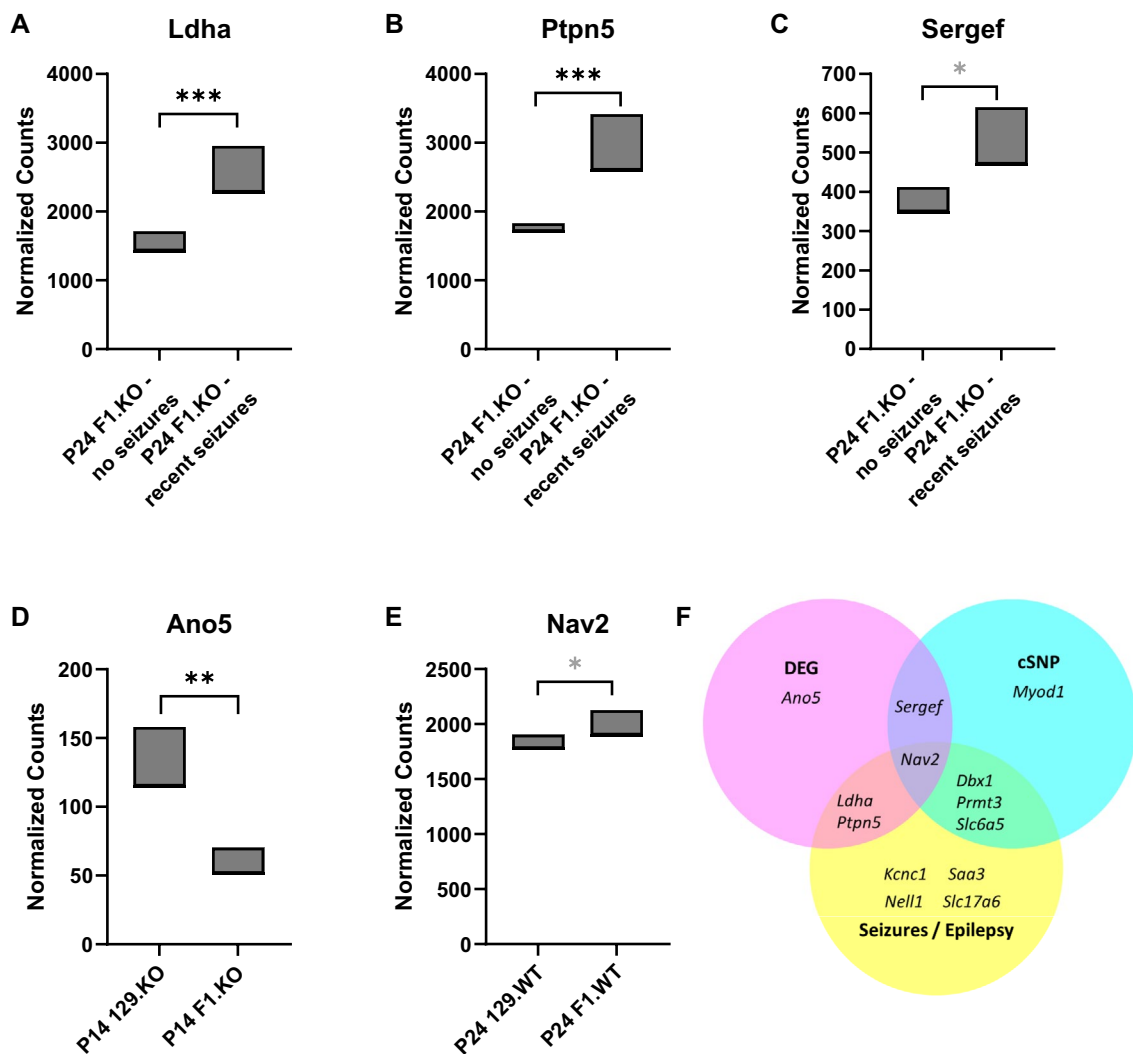 A
Ldha
Normalized Counts
4000
3000
2000
1000
0
***
P24 F1.KO -
no seizures
P24 F1.KO -
recent seizures
B
Ptpn5
Normalized Counts
4000
3000
2000
1000
0
***
P24 F1.KO -
no seizures
P24 F1.KO -
recent seizures
C
Sergef
Normalized Counts
700
600
500
400
300
200
100
0
*
P24 F1.KO -
no seizures
P24 F1.KO -
recent seizures
D
Ano5
Normalized Counts
200
150
100
50
0
**
P14 129.KO
P14 F1.KO
E
Nav2
Normalized Counts
2500
2000
1500
1000
500
0
*
P24 129.WT
P24 F1.WT
F
DEG
Ano5
cSNP
Myod1
Sergef
Nav2
Ldha
Ptpn5
Dbx1
Prmt3
Slc6a5
Kcnc1 Saa3
Nell1 Slc17a6
Seizures / Epilepsy